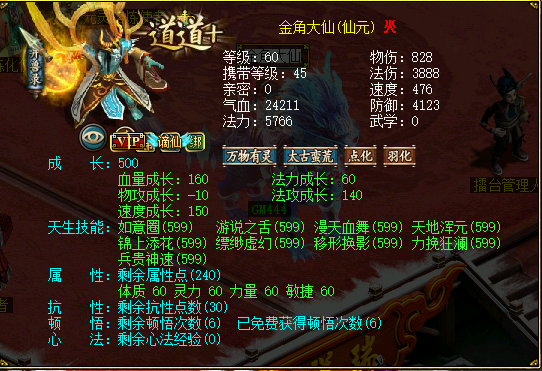 道道士
异兽录
金角大仙(仙元)
等级：60 物伤：828
携带等级：45 法伤：3888
亲密：0 速度：476
气血：24211 防御：4123
法力：5766 武学：0
VIP 谪仙 绑
万物有灵 太古蛮荒 点化 羽化
成 长：500
血量成长：160 法力成长：60
物攻成长：-10 法攻成长：140
速度成长：150
GM444
擂台管理人
天生技能：如意圈(599) 游说之舌(599) 漫天血舞(599) 天地浑元(599)
锦上添花(599) 缥缈虚幻(599) 移形换影(599) 力挽狂澜(599)
兵贵神速(599)
属 性：剩余属性点(240)
体质 60 灵力 60 力量 60 敏捷 60
抗 性：剩余抗性点数(30)
顿 悟：剩余顿悟次数(6) 已免费获得顿悟次数(6)
心 法：剩余心法经验(0)